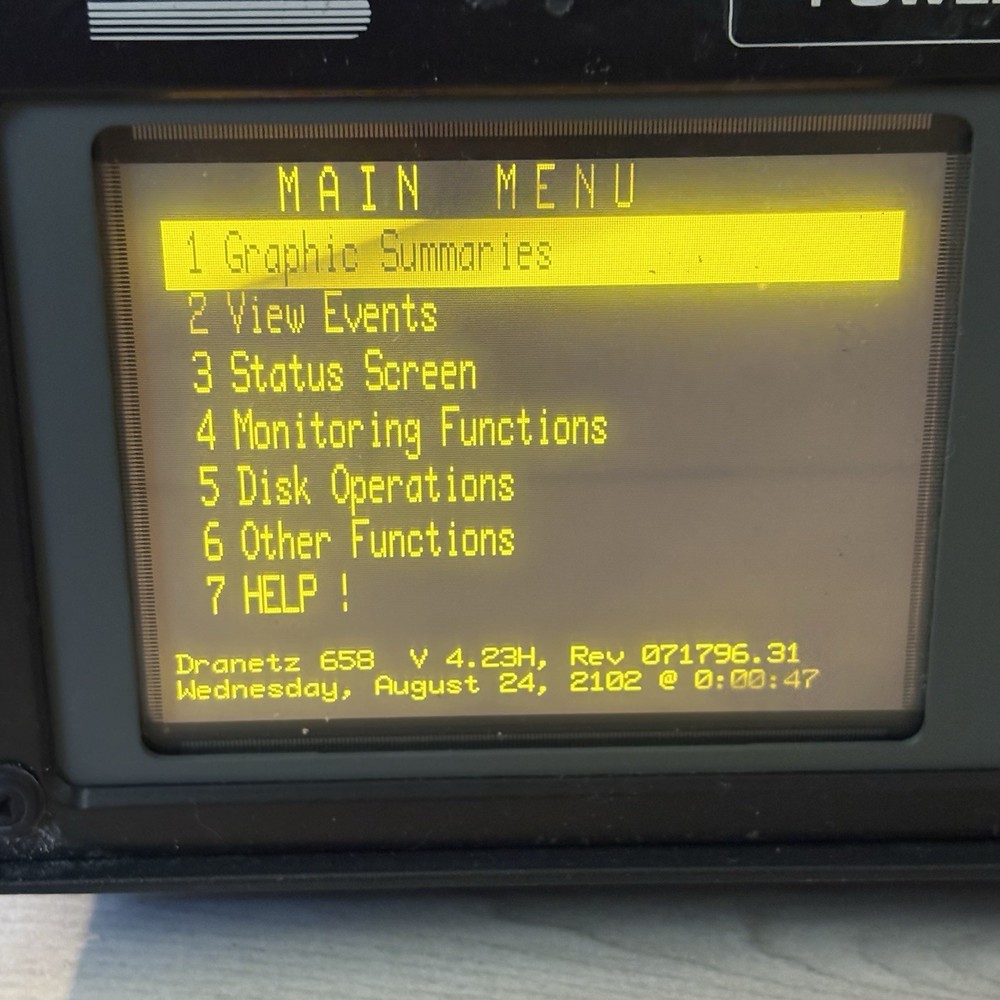 MAIN MENU
1 Graphic Summaries
2 View Events
3 Status Screen
4 Monitoring Functions
5 Disk Operations
6 Other Functions
7 HELP !
Dranetz 658 V 4.23H, Rev 071796.31
Wednesday, August 24, 2102 @ 0:00:47